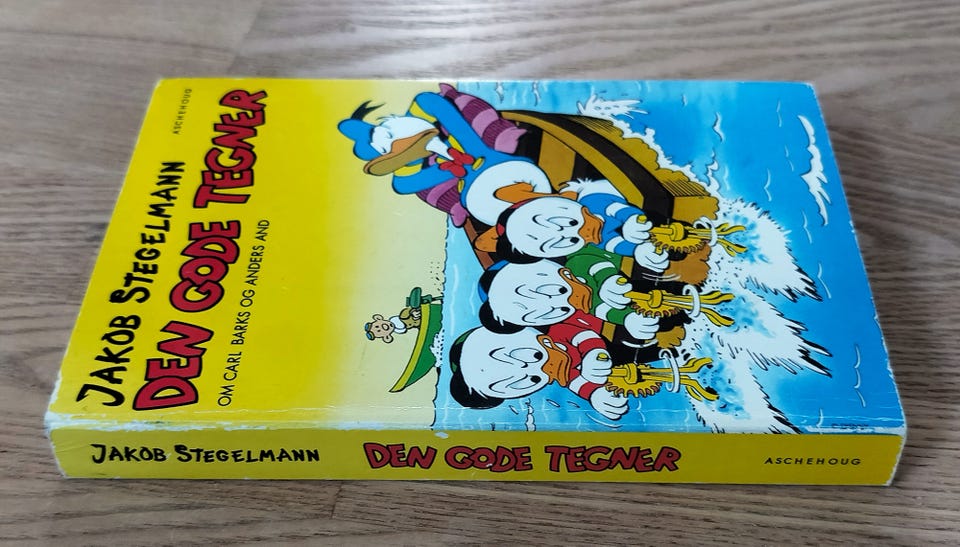 ASCHEHOUG
JAKOB STEGELMANN
DEN GODE TEGNER
OM CARL BARKS OG ANDERS AND
JAKOB STEGELMANN DEN GODE TEGNER ASCHEHOUG